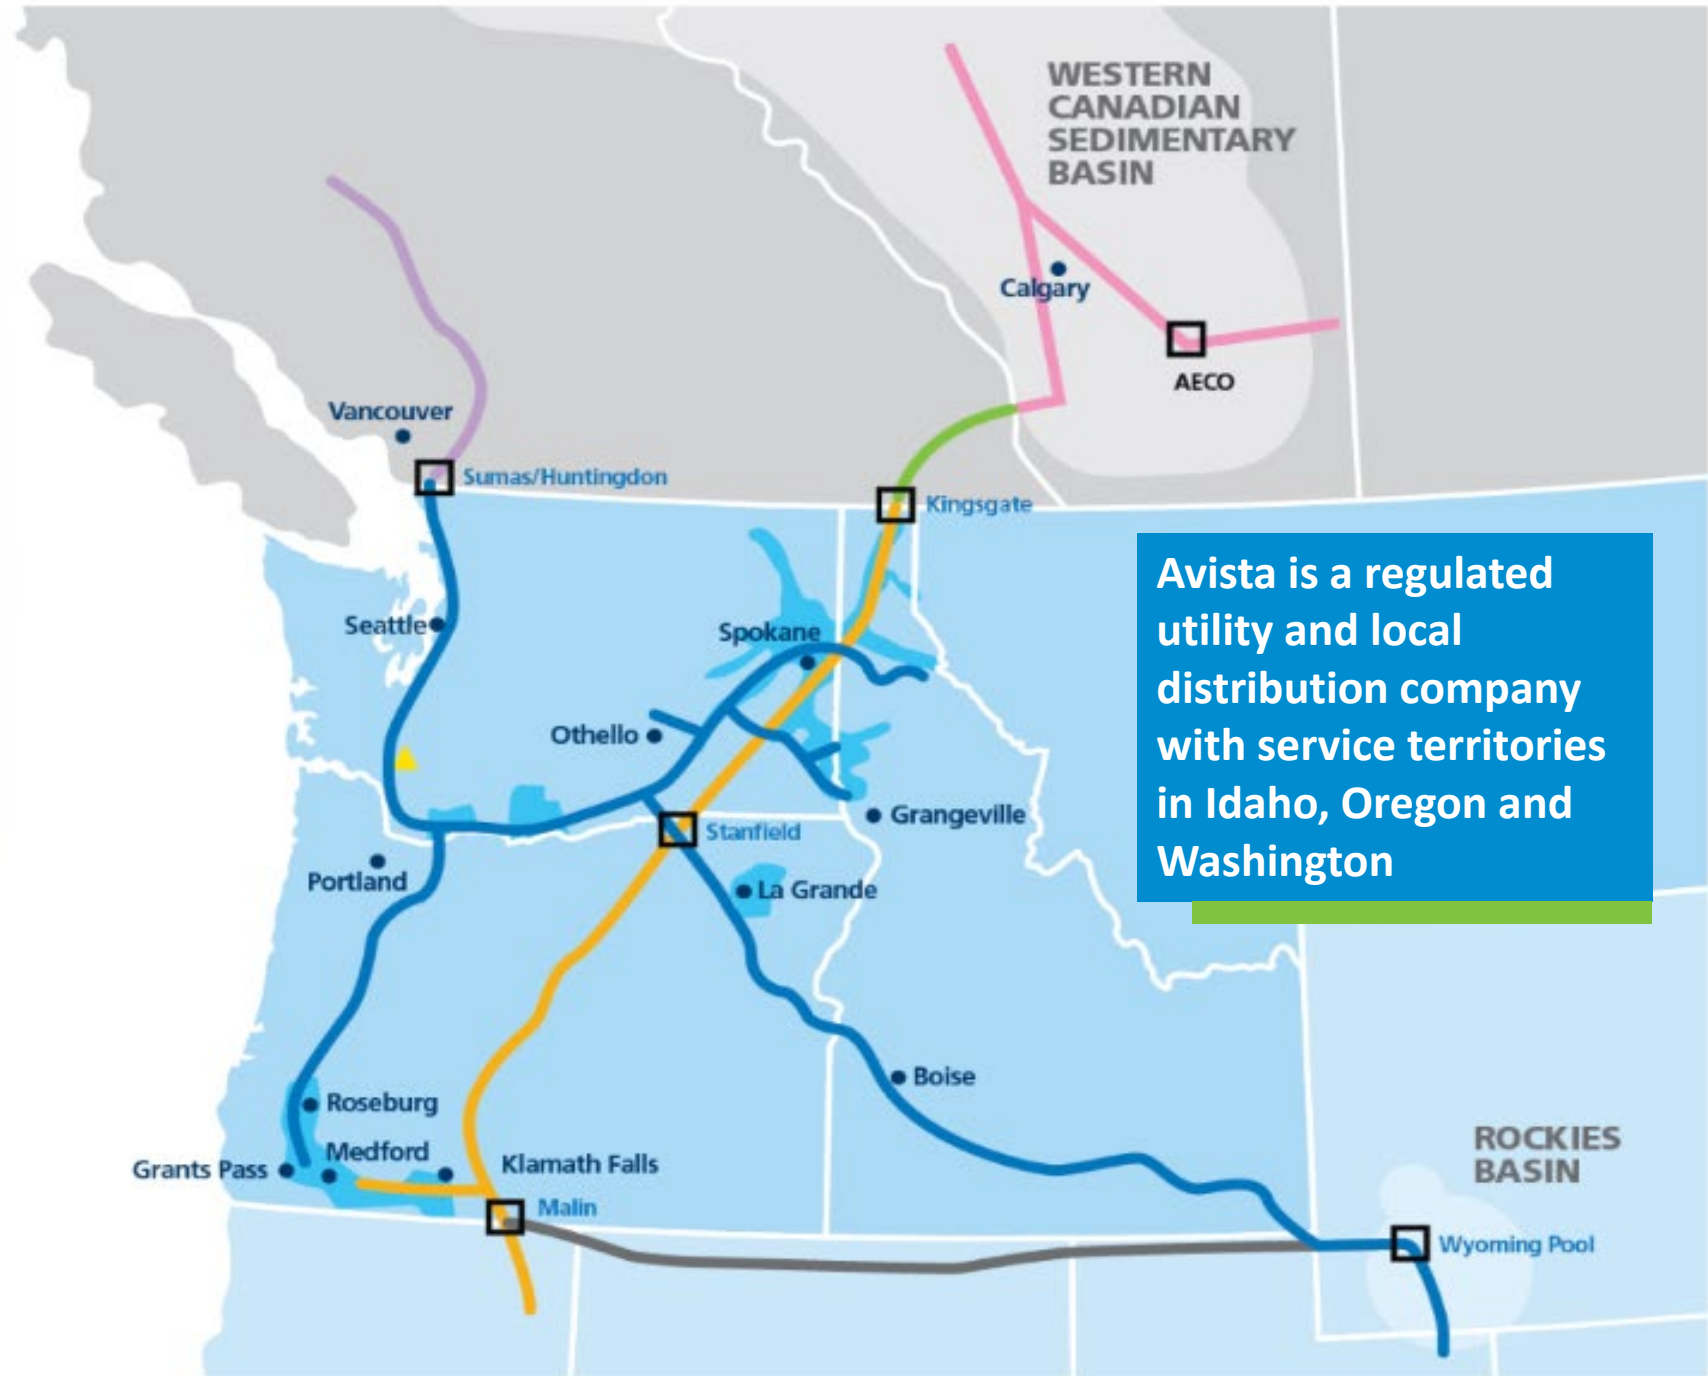 WESTERN
CANADIAN
SEDIMENTARY
BASIN
Calgary
AECO
Vancouver
Sumas/Huntingdon
Kingsgate
Avista is a regulated
utility and local
distribution company
with service territories
in Idaho, Oregon and
Washington
Seattle
Spokane
Othello
Grangeville
Stanfield
Portland
La Grande
Boise
Roseburg
Medford
Grants Pass
Klamath Falls
Malin
ROCKIES
BASIN
Wyoming Pool